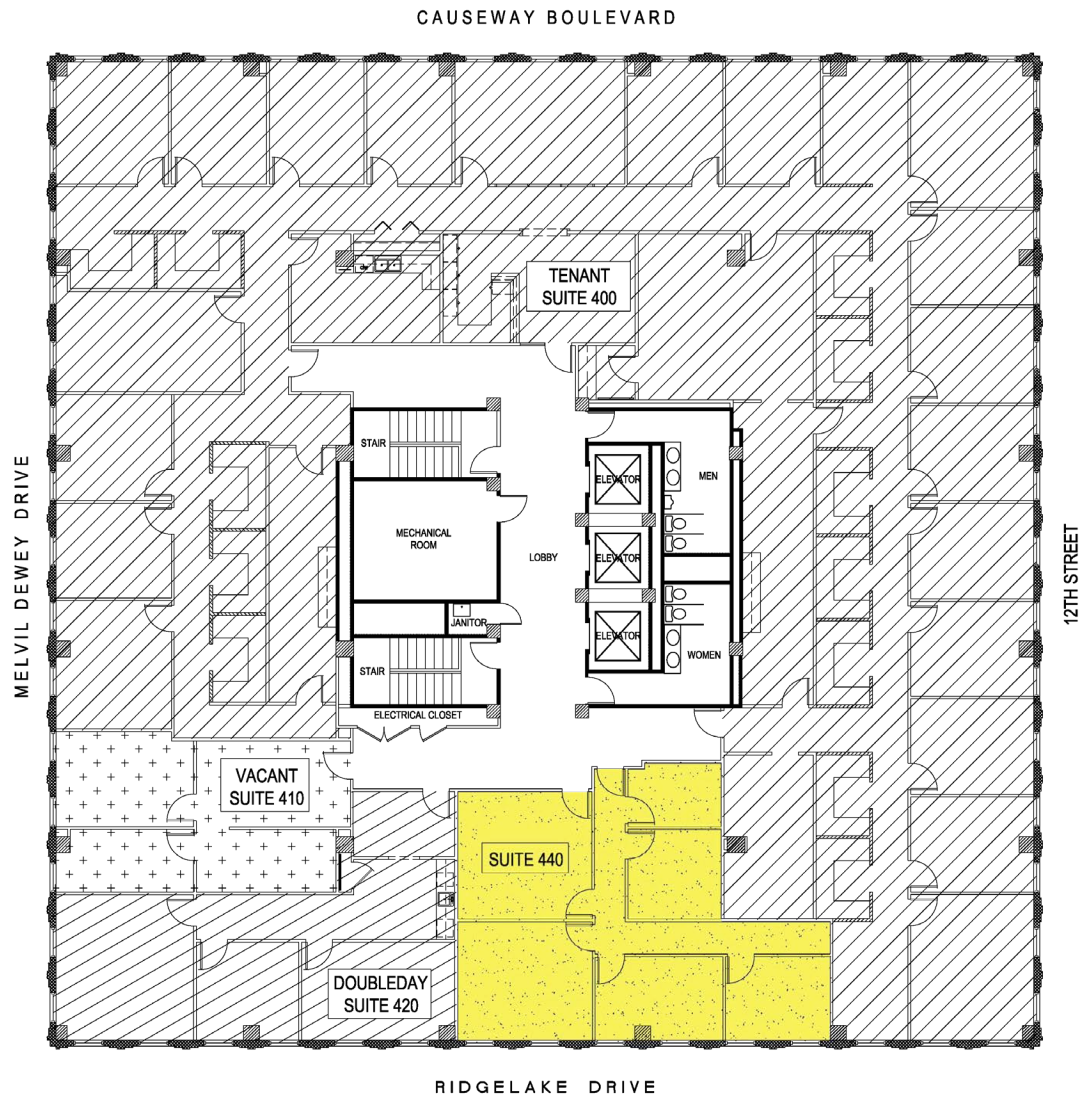 CAUSEWAY BOULEVARD
TENANT
SUITE 400
STAIR
MEN
ELEVATOR
MECHANICAL
ROOM
LOBBY
ELEVATOR
MELVIL DEWEY DRIVE
12TH STREET
JANITOR
ELEVATOR
WOMEN
STAIR
ELECTRICAL CLOSET
VACANT
SUITE 410
SUITE 440
DOUBLEDAY
SUITE 420
RIDGELAKE DRIVE